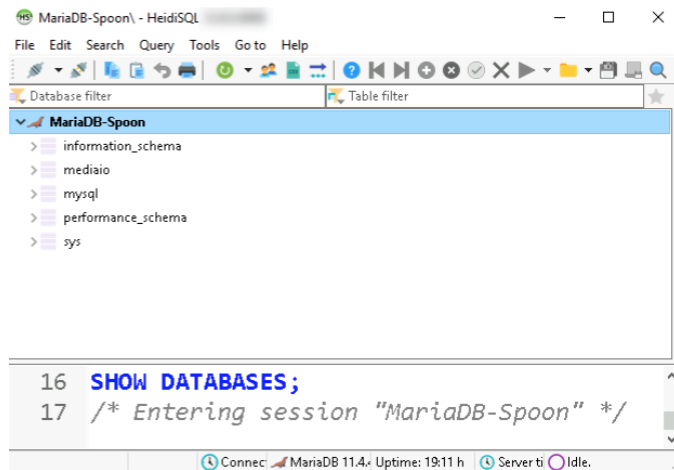 MariaDB-Spoon\ - HeidiSQL
File Edit Search Query Tools Go to Help
Database filter Table filter
MariaDB-Spoon
information_schema
mediaio
mysql
performance_schema
sys
16 SHOW DATABASES;
17 /* Entering session "MariaDB-Spoon" */
Connec MariaDB 11.4. Uptime: 19:11 h Server ti Idle.